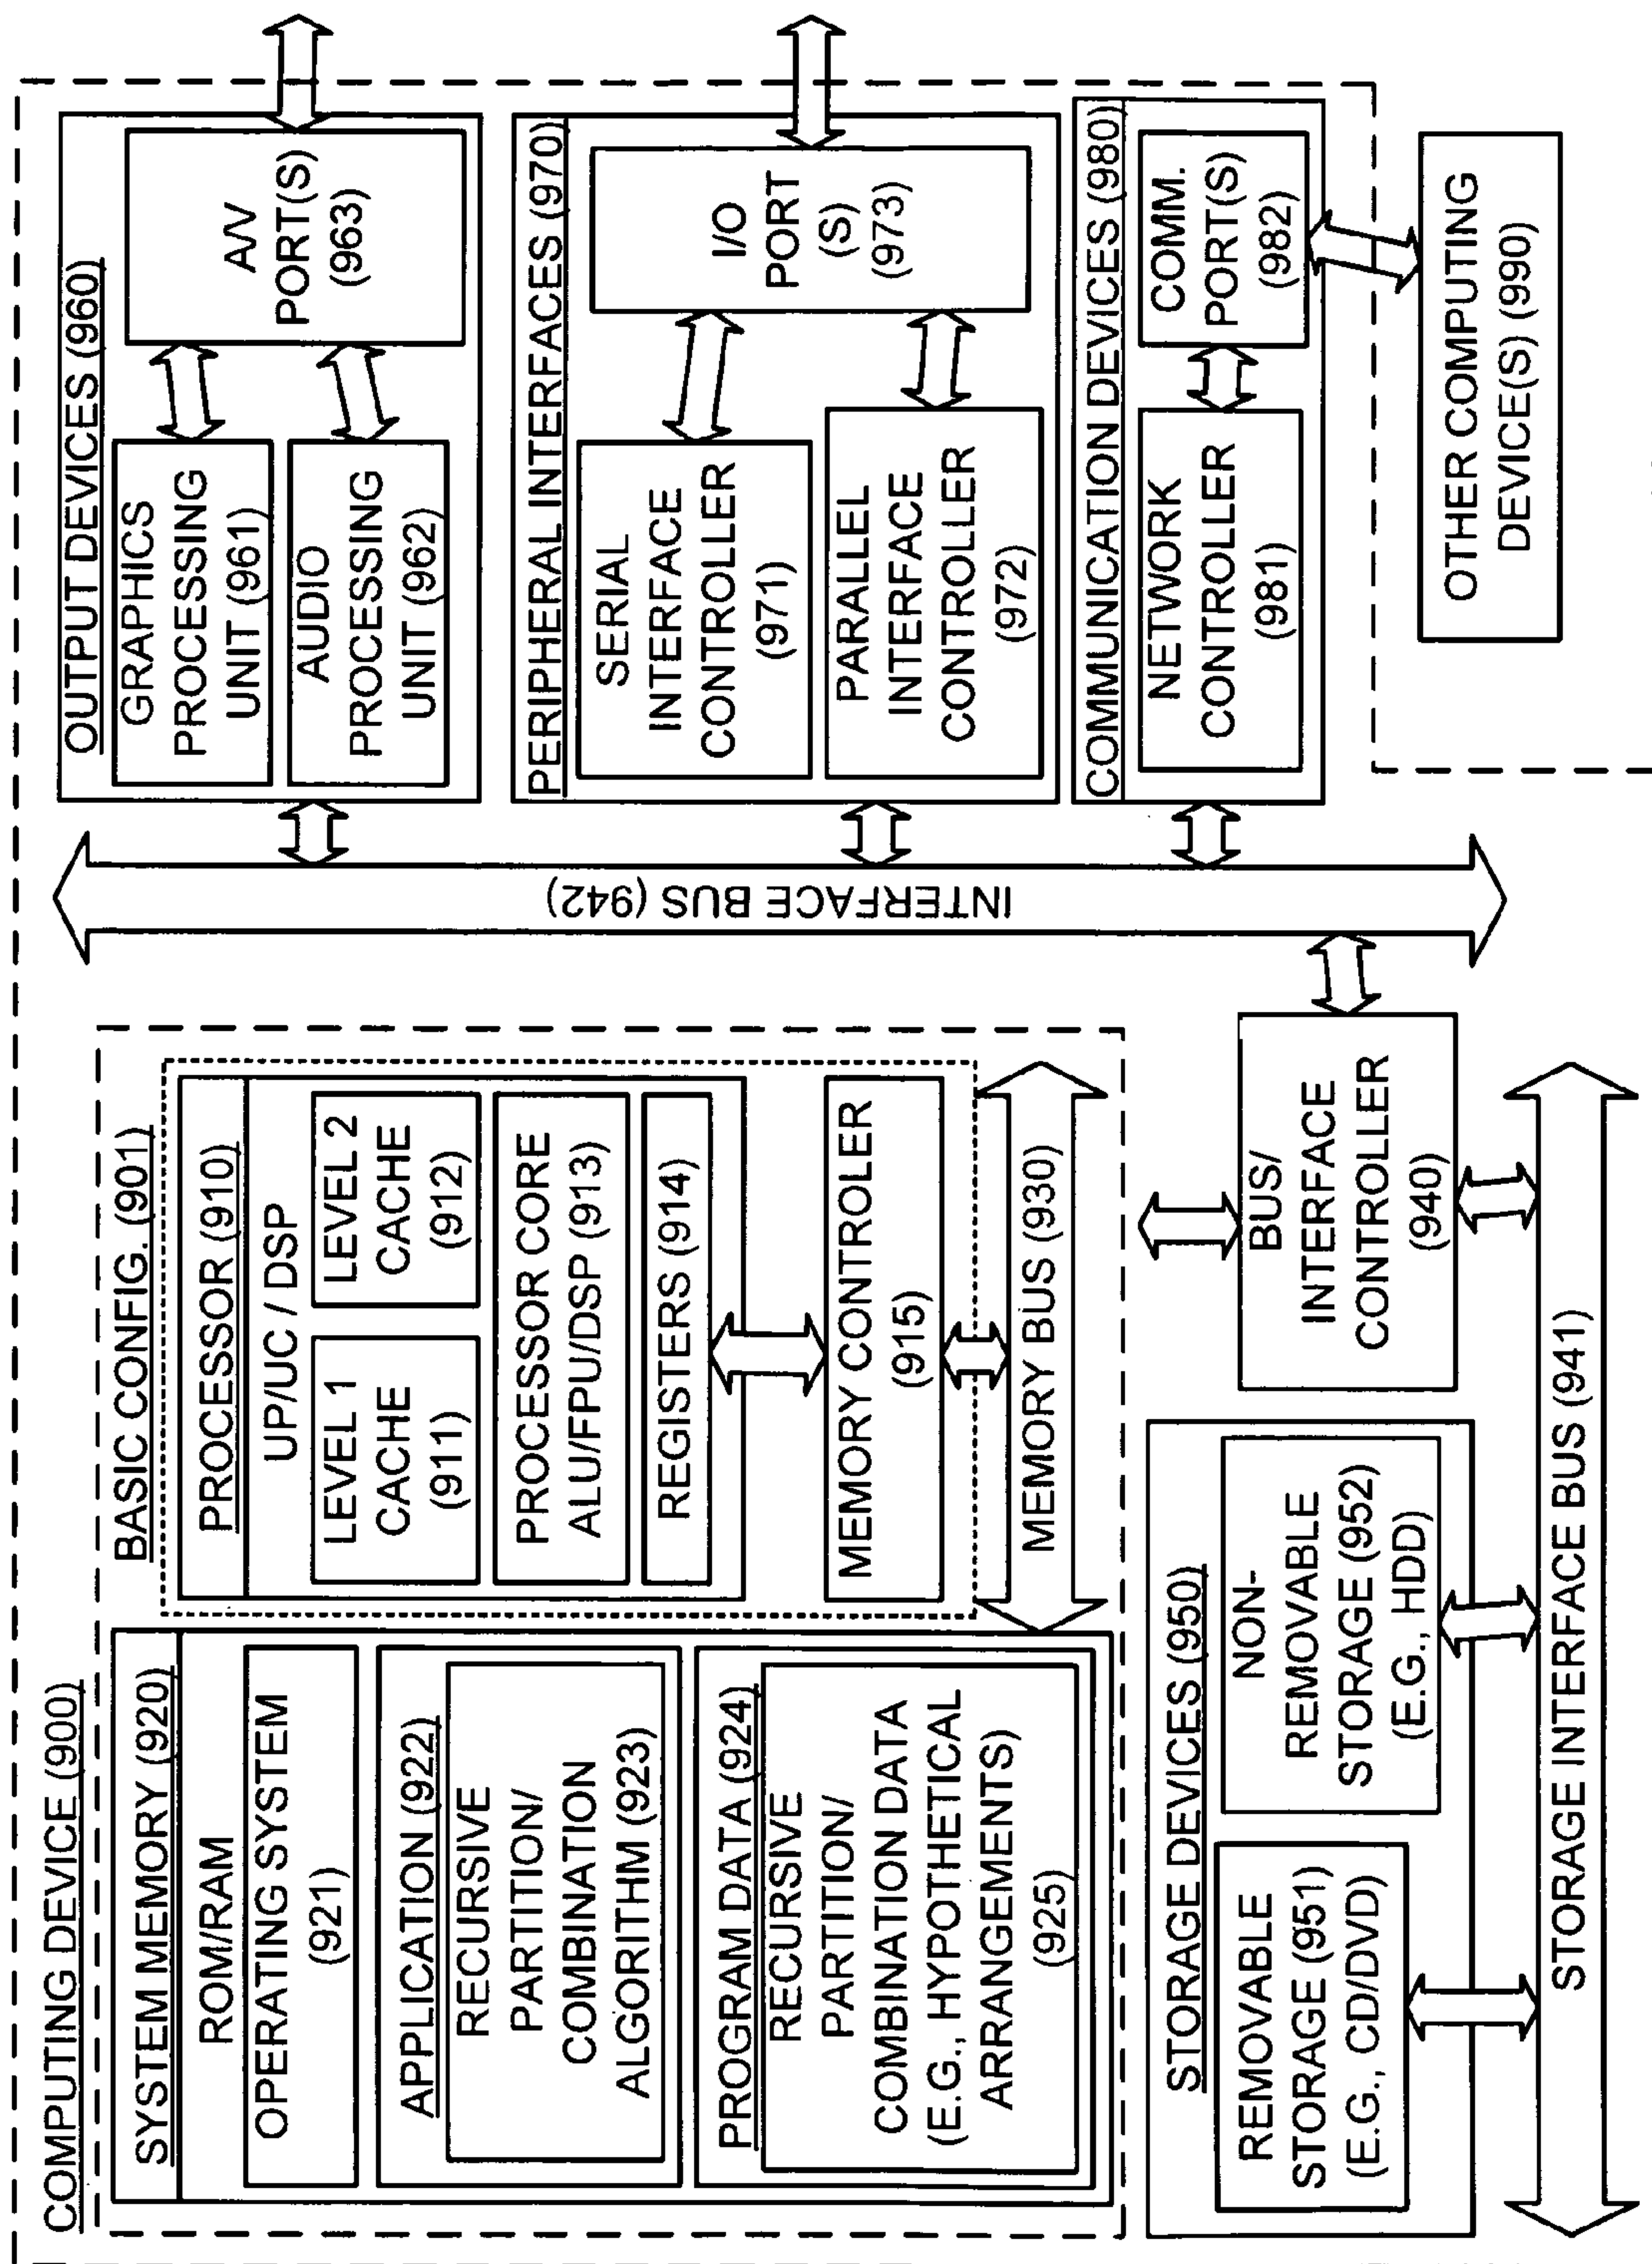 COMPUTING DEVICE (900)
BASIC CONFIG. (901)
SYSTEM MEMORY (920)
ROM/RAM
OPERATING SYSTEM
(921)
APPLICATION (922)
RECURSIVE
PARTITION/
COMBINATION
ALGORITHM (923)
PROGRAM DATA (924)
RECURSIVE
PARTITION/
COMBINATION DATA
(E.G., HYPOTHETICAL
ARRANGEMENTS)
(925)
PROCESSOR (910)
UP/UC / DSP
LEVEL 1
CACHE
(911)
LEVEL 2
CACHE
(912)
PROCESSOR CORE
ALU/FPU/DSP (913)
REGISTERS (914)
MEMORY CONTROLER
(915)
MEMORY BUS (930)
BUS/
INTERFACE
CONTROLLER
(940)
STORAGE DEVICES (950)
REMOVABLE
STORAGE (951)
(E.G., CD/DVD)
NON-
REMOVABLE
STORAGE (952)
(E.G., HDD)
STORAGE INTERFACE BUS (941)
INTERFACE BUS (942)
OUTPUT DEVICES (960)
GRAPHICS
PROCESSING
UNIT (961)
AUDIO
PROCESSING
UNIT (962)
A/V
PORT(S)
(963)
PERIPHERAL INTERFACES (970)
SERIAL
INTERFACE
CONTROLLER
(971)
PARALLEL
INTERFACE
CONTROLLER
(972)
I/O
PORT
(S)
(973)
COMMUNICATION DEVICES (980)
NETWORK
CONTROLLER
(981)
COMM.
PORT(S)
(982)
OTHER COMPUTING
DEVICE(S) (990)